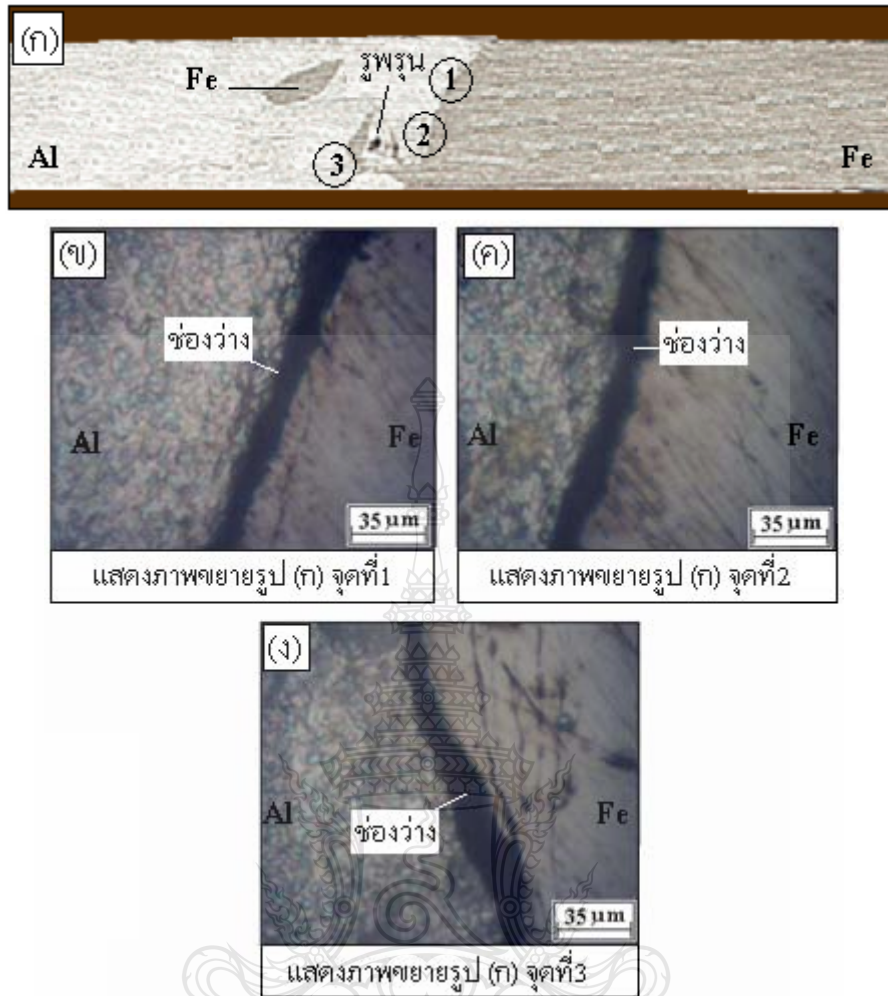 (ก)
รูพรุน
Fe
1
2
3
Al
Fe
(ข)
ช่องว่าง
Al
Fe
35 µm
แสดงภาพขยายรูป (ก) จุดที่1
(ค)
ช่องว่าง
Al
Fe
35 µm
แสดงภาพขยายรูป (ก) จุดที่2
(ง)
ช่องว่าง
Al
Fe
35 µm
แสดงภาพขยายรูป (ก) จุดที่3